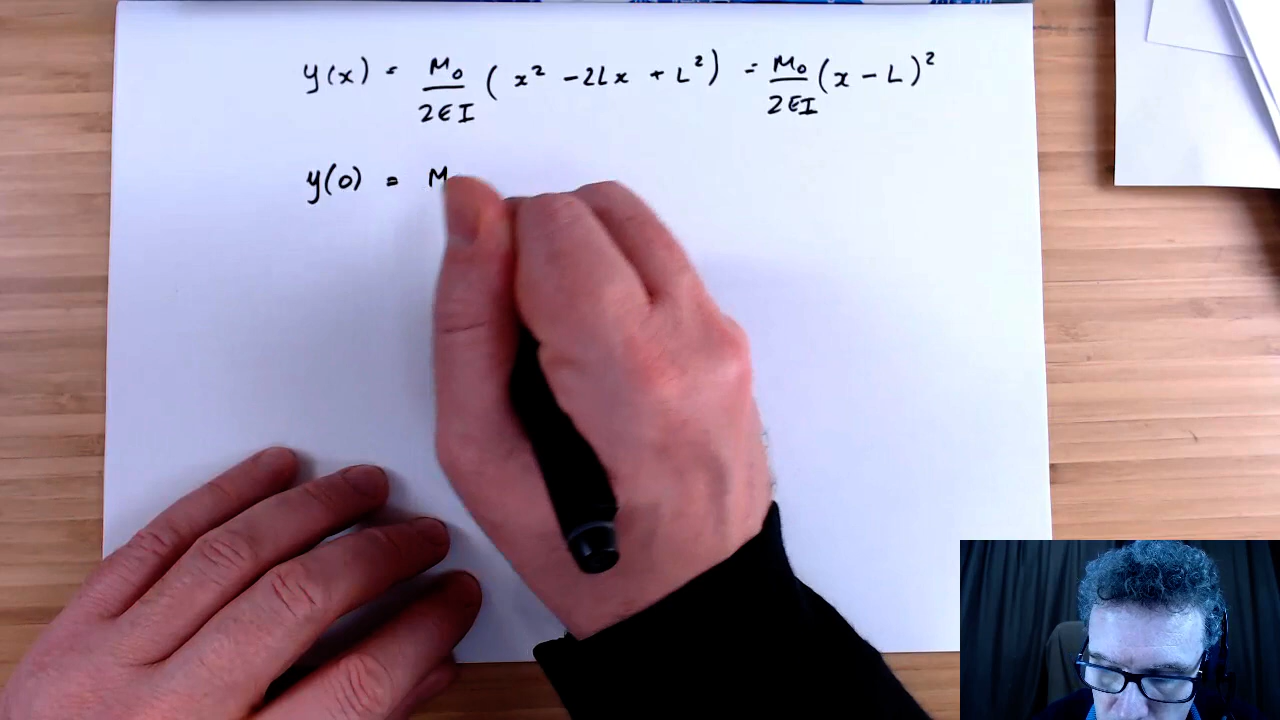 y(x) = M₀/2EI (x² - 2Lx + L²) = M₀/2EI (x - L)²
y(0) = M